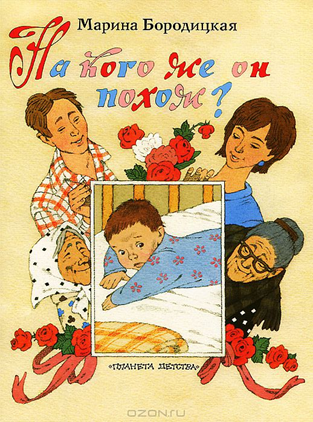 Марина Бородицкая
На кого же он
похож?
«ПЛАНЕТА ДЕТСТВА»
OZON.RU